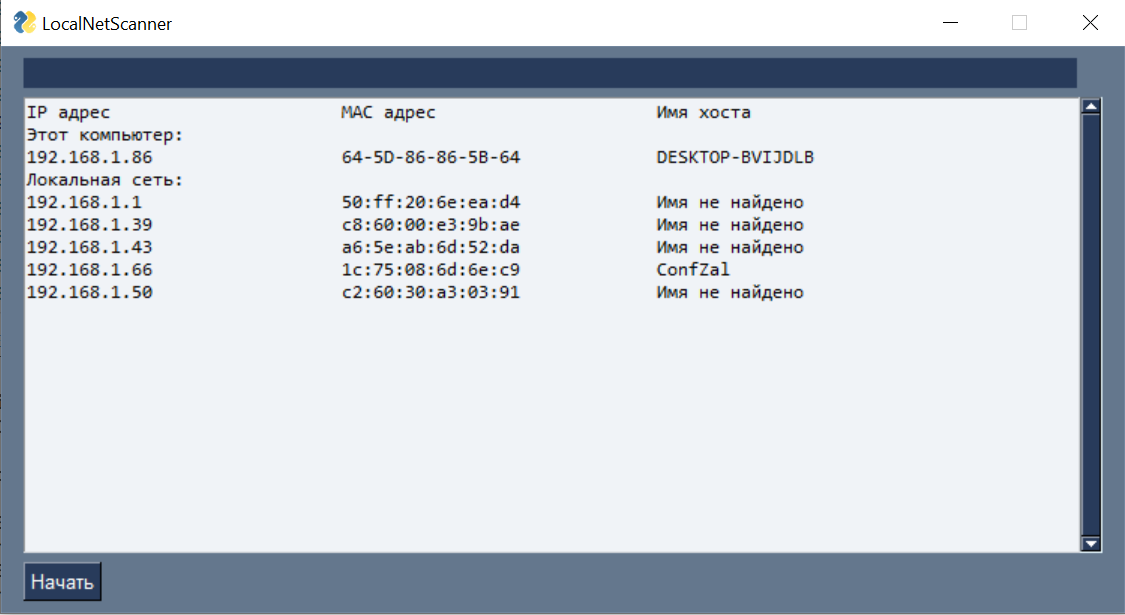 LocalNetScanner
IP адрес MAC адрес Имя хоста
Этот компьютер:
192.168.1.86 64-5D-86-86-5B-64 DESKTOP-BVIJDLB
Локальная сеть:
192.168.1.1 50:ff:20:6e:ea:d4 Имя не найдено
192.168.1.39 c8:60:00:e3:9b:ae Имя не найдено
192.168.1.43 a6:5e:ab:6d:52:da Имя не найдено
192.168.1.66 1c:75:08:6d:6e:c9 ConfZal
192.168.1.50 c2:60:30:a3:03:91 Имя не найдено
Начать